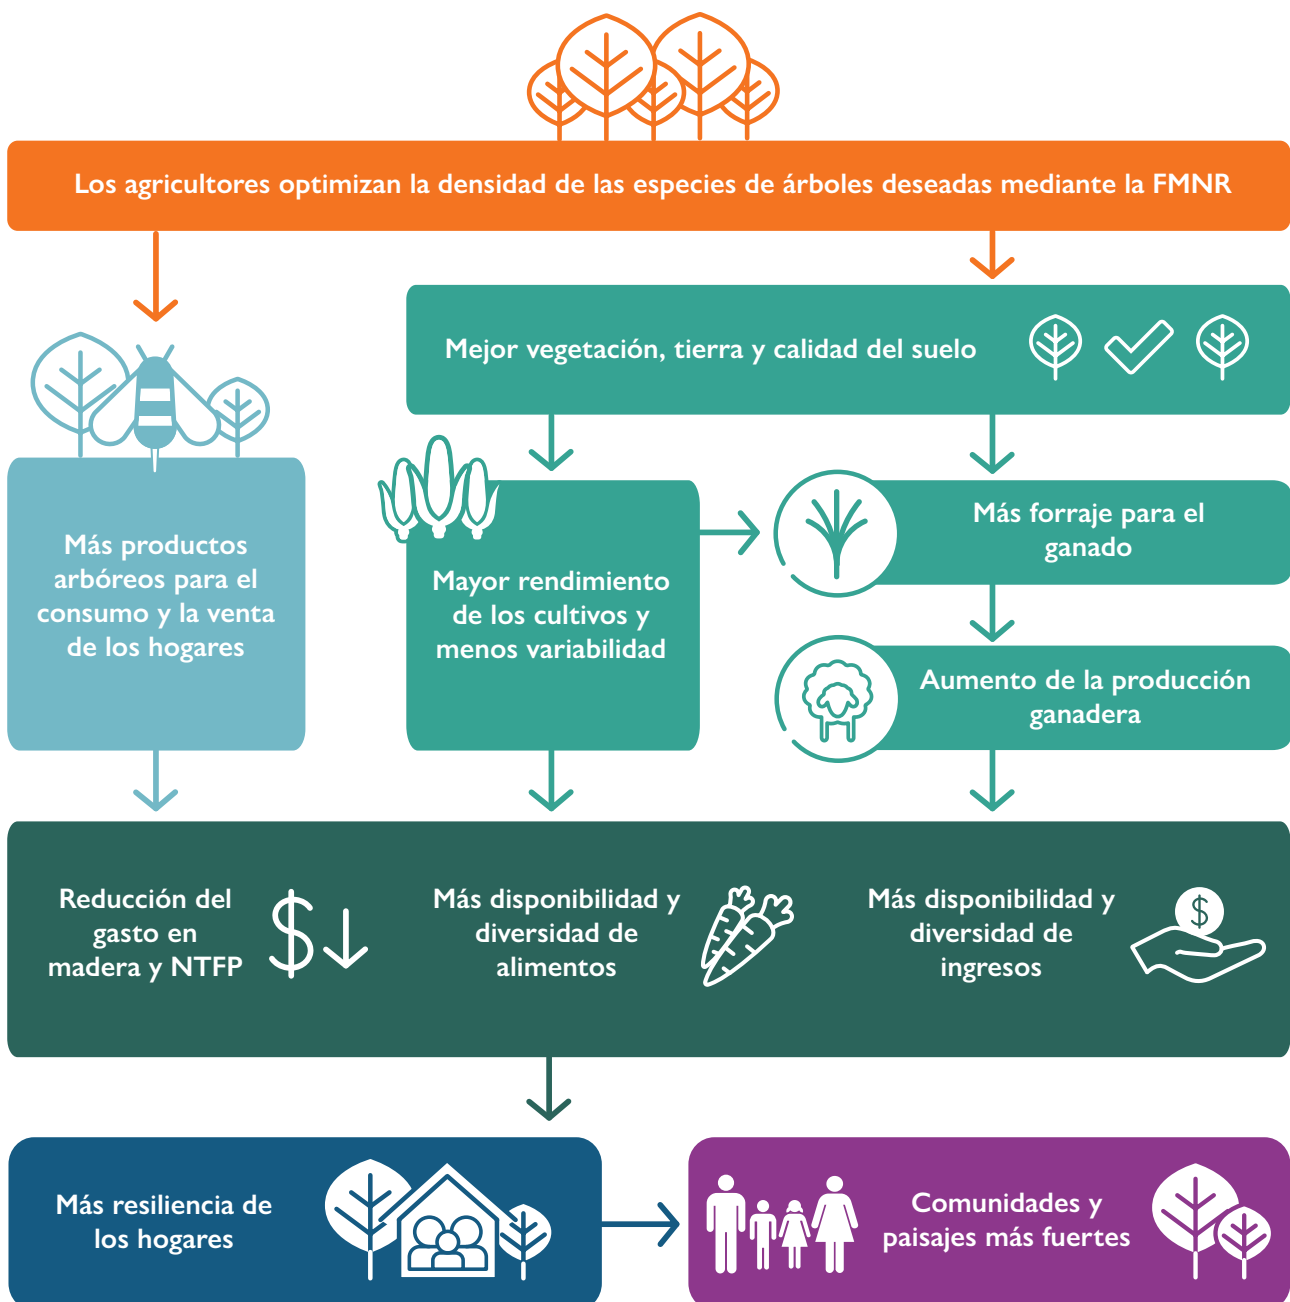 Los agricultores optimizan la densidad de las especies de árboles deseadas mediante la FMNR
Mejor vegetación, tierra y calidad del suelo
Más productos
arbóreos para el
consumo y la venta
de los hogares
Mayor rendimiento
de los cultivos y
menos variabilidad
Más forraje para el
ganado
Aumento de la producción
ganadera
Reducción del
gasto en
madera y NTFP
$
Más disponibilidad y
diversidad de
alimentos
Más disponibilidad y
diversidad de
ingresos
$
Más resiliencia de
los hogares
Comunidades y
paisajes más fuertes